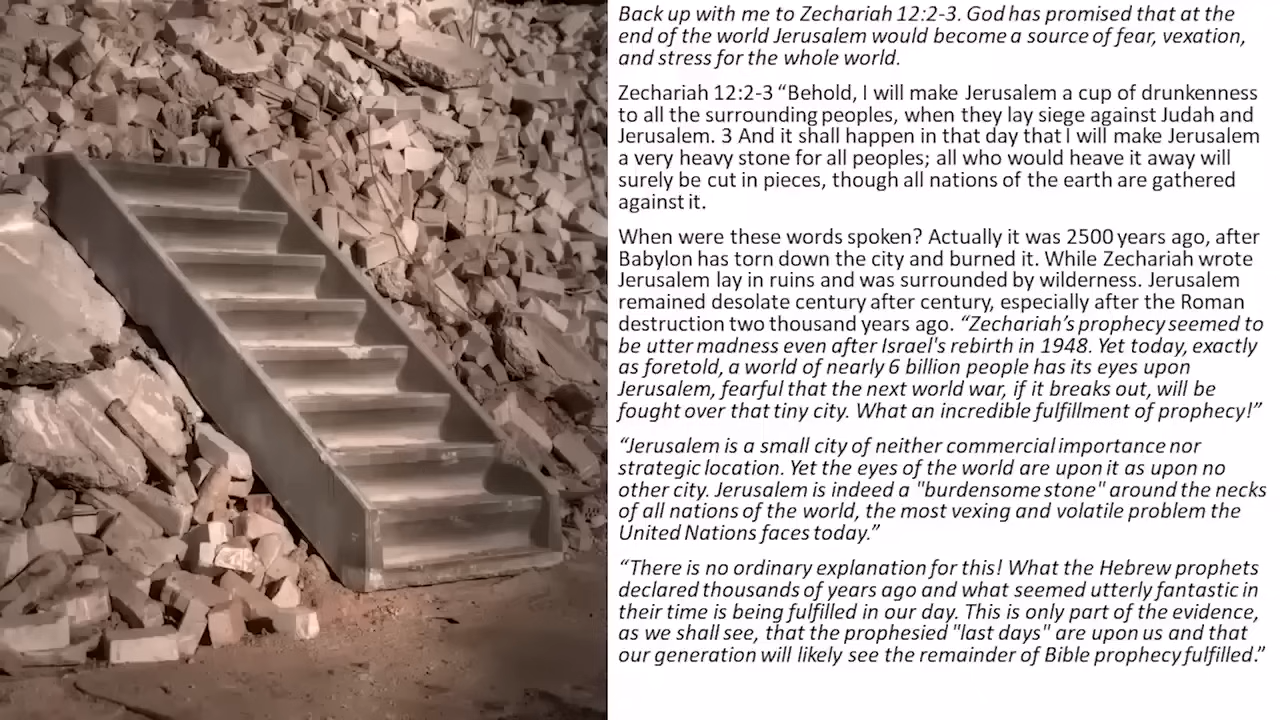 Back up with me to Zechariah 12:2-3. God has promised that at the
end of the world Jerusalem would become a source of fear, vexation,
and stress for the whole world.
Zechariah 12:2-3 “Behold, I will make Jerusalem a cup of drunkenness
to all the surrounding peoples, when they lay siege against Judah and
Jerusalem. 3 And it shall happen in that day that I will make Jerusalem
a very heavy stone for all peoples; all who would heave it away will
surely be cut in pieces, though all nations of the earth are gathered
against it.
When were these words spoken? Actually it was 2500 years ago, after
Babylon has torn down the city and burned it. While Zechariah wrote
Jerusalem lay in ruins and was surrounded by wilderness. Jerusalem
remained desolate century after century, especially after the Roman
destruction two thousand years ago. “Zechariah’s prophecy seemed to
be utter madness even after Israel's rebirth in 1948. Yet today, exactly
as foretold, a world of nearly 6 billion people has its eyes upon
Jerusalem, fearful that the next world war, if it breaks out, will be
fought over that tiny city. What an incredible fulfillment of prophecy!”
“Jerusalem is a small city of neither commercial importance nor
strategic location. Yet the eyes of the world are upon it as upon no
other city. Jerusalem is indeed a "burdensome stone" around the necks
of all nations of the world, the most vexing and volatile problem the
United Nations faces today.”
“There is no ordinary explanation for this! What the Hebrew prophets
declared thousands of years ago and what seemed utterly fantastic in
their time is being fulfilled in our day. This is only part of the evidence,
as we shall see, that the prophesied "last days" are upon us and that
our generation will likely see the remainder of Bible prophecy fulfilled.”